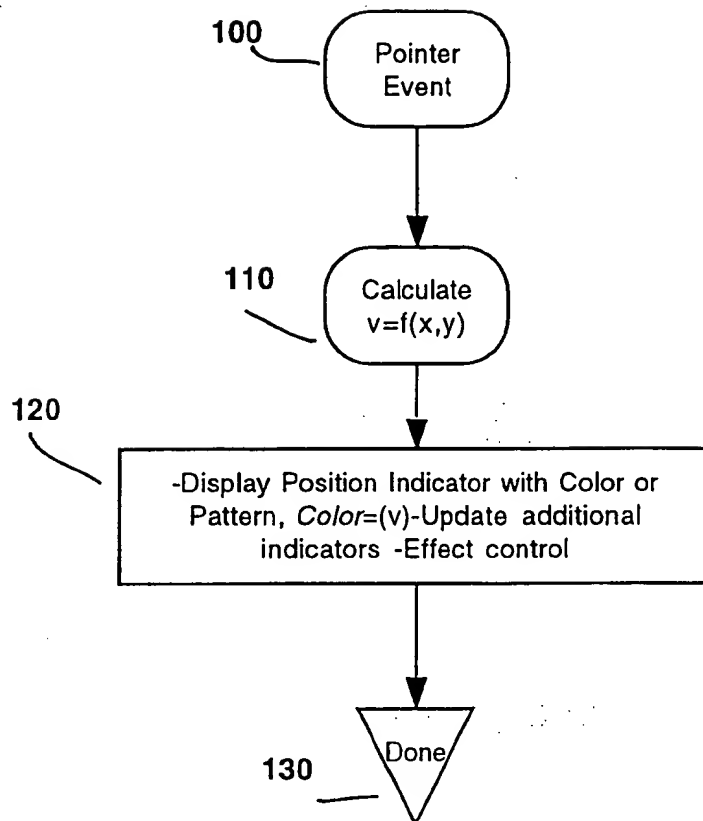 100
Pointer
Event
110
Calculate
v=f(x,y)
120
-Display Position Indicator with Color or
Pattern, Color=(v)-Update additional
indicators -Effect control
Done
130